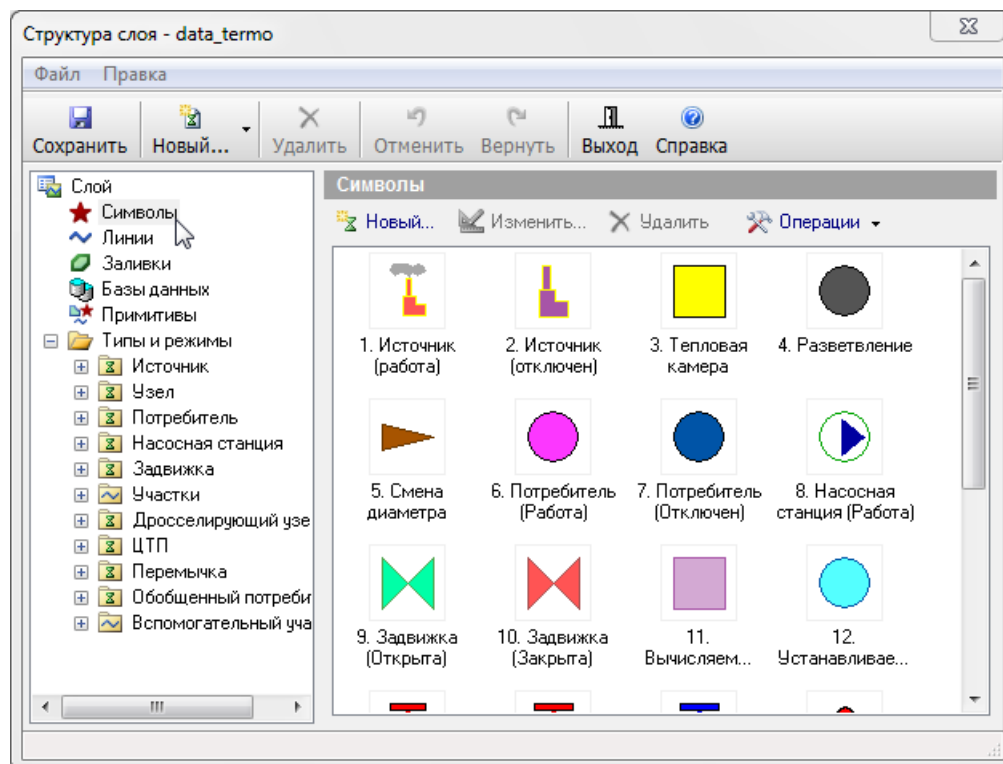 Структура слоя - data_termo
Файл Правка
Сохранить Новый... Удалить Отменить Вернуть Выход Справка
Слой
Символы
Линии
Заливки
Базы данных
Примитивы
Типы и режимы
Источник
Узел
Потребитель
Насосная станция
Задвижка
Участки
Дросселирующий узе
ЦТП
Перемычка
Обобщенный потреби
Вспомогательный уча
Символы
Новый... Изменить... Удалить Операции
1. Источник (работа)
2. Источник (отключен)
3. Тепловая камера
4. Разветвление
5. Смена диаметра
6. Потребитель (Работа)
7. Потребитель (Отключен)
8. Насосная станция (Работа)
9. Задвижка (Открыта)
10. Задвижка (Закрыта)
11. Вычисляем...
12. Устанавливае...